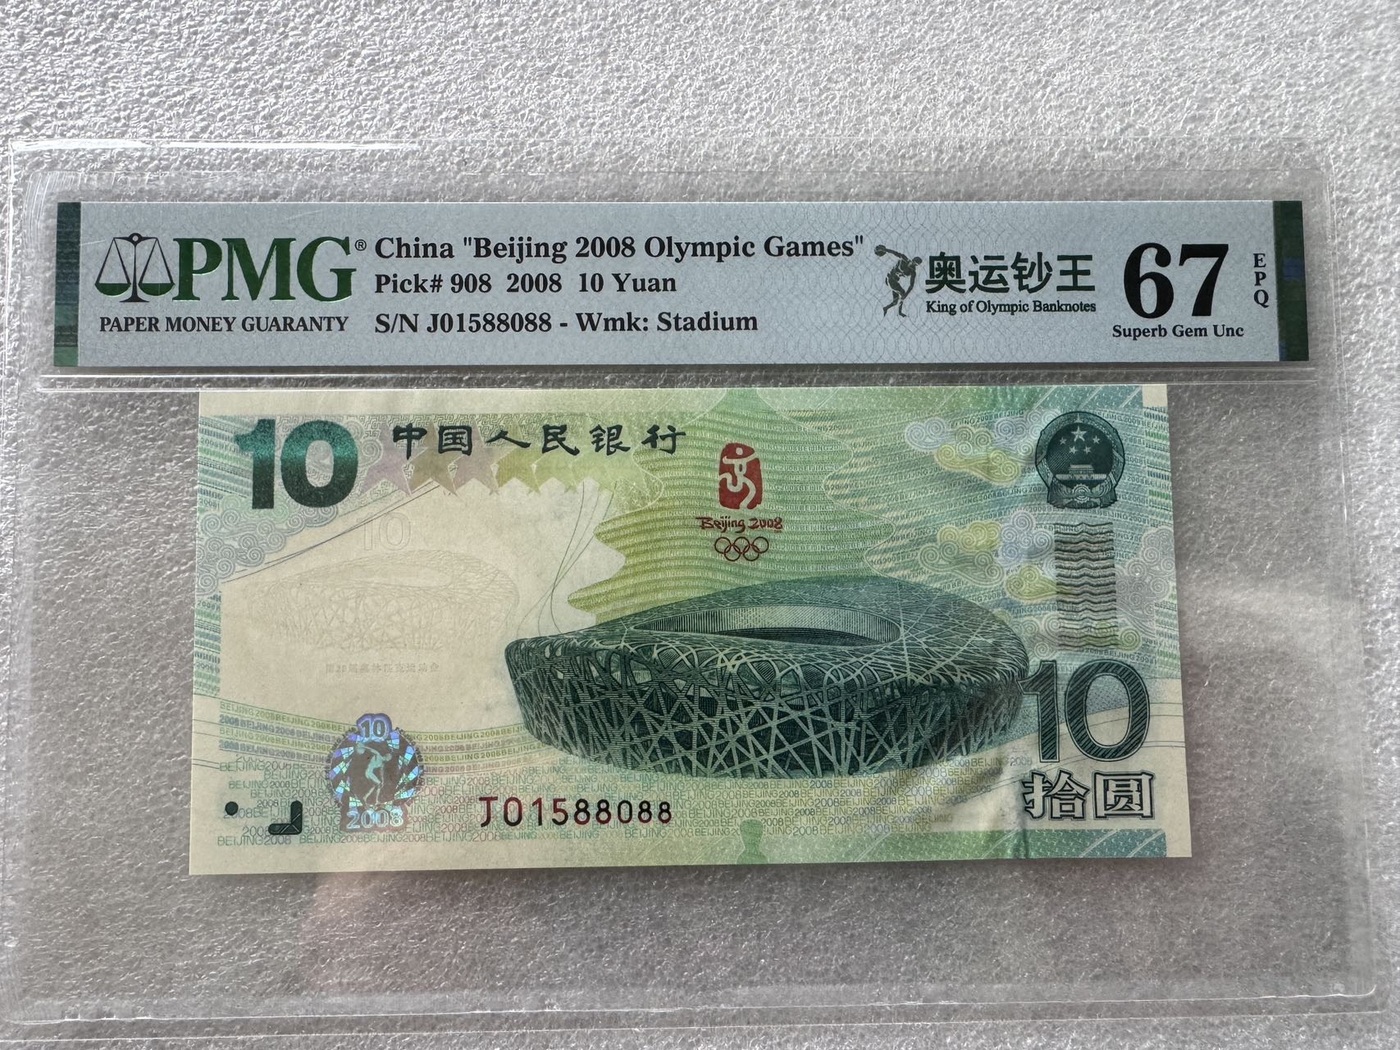 PMG®
PAPER MONEY GUARANTY
China "Beijing 2008 Olympic Games"
Pick# 908 2008 10 Yuan
S/N J01588088 - Wmk: Stadium
奥运钞王
King of Olympic Banknotes
67
Superb Gem Unc
EPQ
10
中国人民银行
Beijing 2008
10
10
2008
J01588088
10
拾圆
BEIJING2008